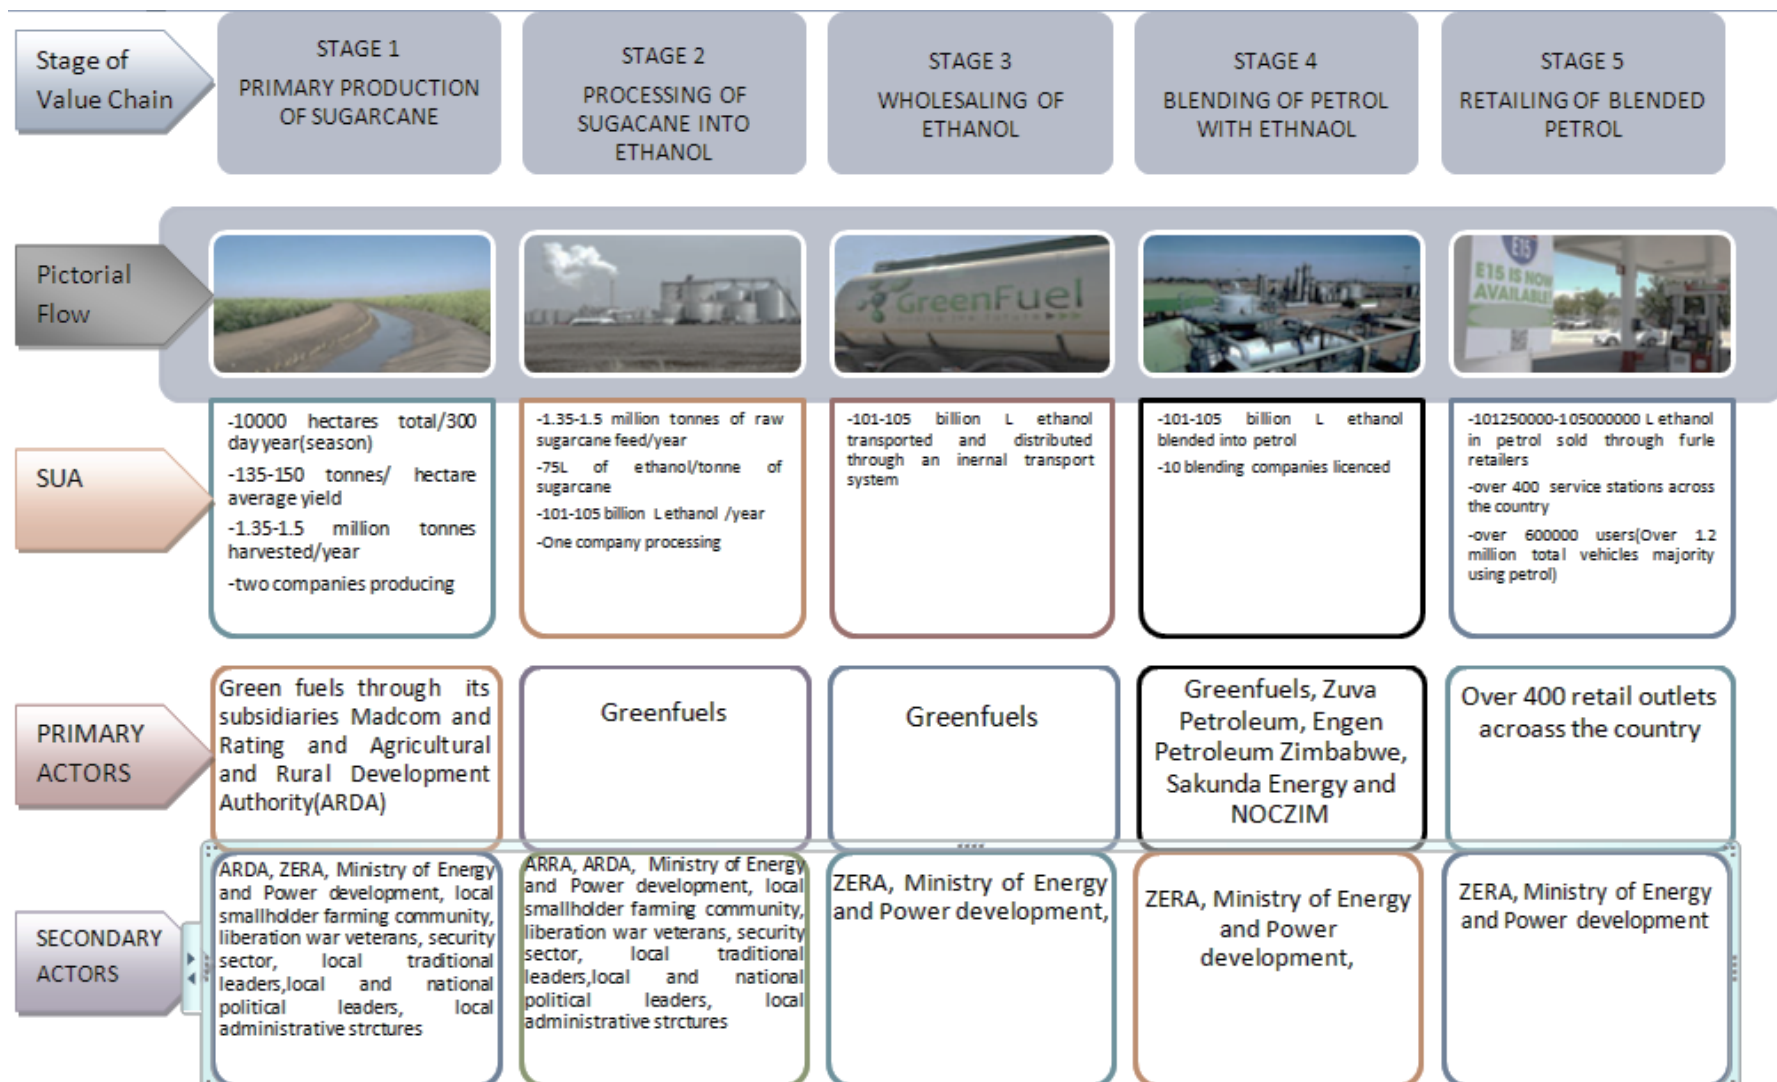 Stage of
Value Chain
STAGE 1
PRIMARY PRODUCTION
OF SUGARCANE
STAGE 2
PROCESSING OF
SUGACANE INTO
ETHANOL
STAGE 3
WHOLESALING OF
ETHANOL
STAGE 4
BLENDING OF PETROL
WITH ETHNAOL
STAGE 5
RETAILING OF BLENDED
PETROL
Pictorial
Flow
GreenFuel
E15
E15 IS NOW
AVAILABLE!
SUA
-10000 hectares total/300
day year(season)
-135-150 tonnes/ hectare
average yield
-1.35-1.5 million tonnes
harvested/year
-two companies producing
-1.35-1.5 million tonnes of raw
sugarcane feed/year
-75L of ethanol/tonne of
sugarcane
-101-105 billion L ethanol /year
-One company processing
-101-105 billion L ethanol
transported and distributed
through an inernal transport
system
-101-105 billion L ethanol
blended into petrol
-10 blending companies licenced
-101250000-105000000 L ethanol
in petrol sold through furle
retailers
-over 400 service stations across
the country
-over 600000 users(Over 1.2
million total vehicles majority
using petrol)
PRIMARY
ACTORS
Green fuels through its
subsidiaries Madcom and
Rating and Agricultural
and Rural Development
Authority(ARDA)
Greenfuels
Greenfuels
Greenfuels, Zuva
Petroleum, Engen
Petroleum Zimbabwe,
Sakunda Energy and
NOCZIM
Over 400 retail outlets
acroass the country
SECONDARY
ACTORS
ARDA, ZERA, Ministry of Energy
and Power development, local
smallholder farming community,
liberation war veterans, security
sector, local traditional
leaders,local and national
political leaders, local
administrative strctures
ARRA, ARDA, Ministry of Energy
and Power development, local
smallholder farming community,
liberation war veterans, security
sector, local traditional
leaders,local and national
political leaders, local
administrative strctures
ZERA, Ministry of Energy
and Power development,
ZERA, Ministry of Energy
and Power
development,
ZERA, Ministry of Energy
and Power development